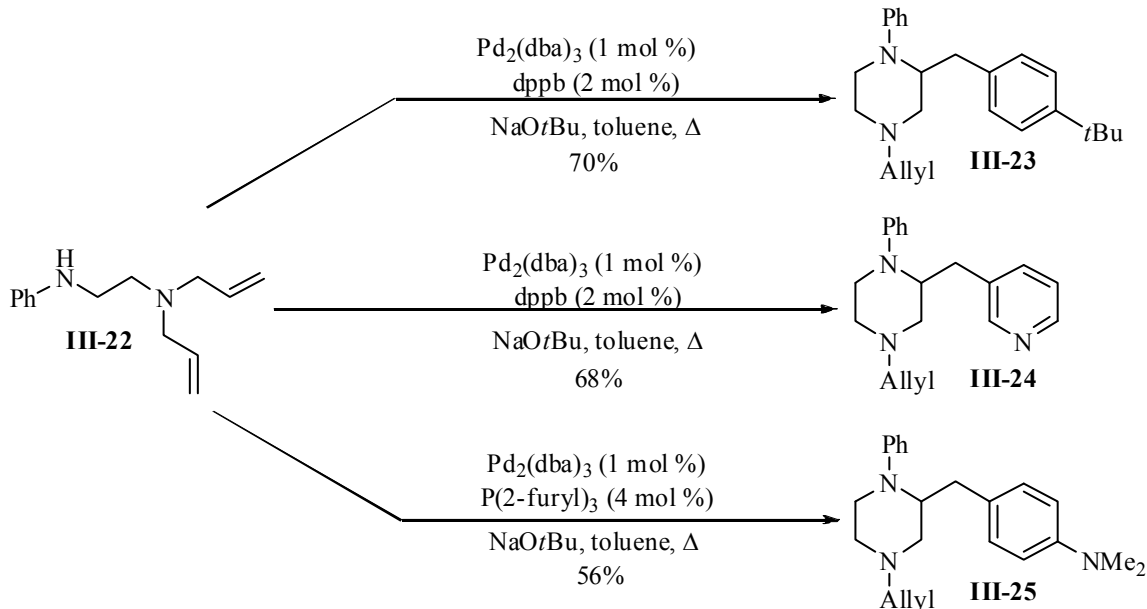 Pd2(dba)3 (1 mol %)
dppb (2 mol %)
NaOtBu, toluene, Δ
70%
Ph
N
N
Allyl
tBu
III-23
H
N
Ph
N
III-22
Pd2(dba)3 (1 mol %)
dppb (2 mol %)
NaOtBu, toluene, Δ
68%
Ph
N
N
Allyl
N
III-24
Pd2(dba)3 (1 mol %)
P(2-furyl)3 (4 mol %)
NaOtBu, toluene, Δ
56%
Ph
N
N
Allyl
NMe2
III-25